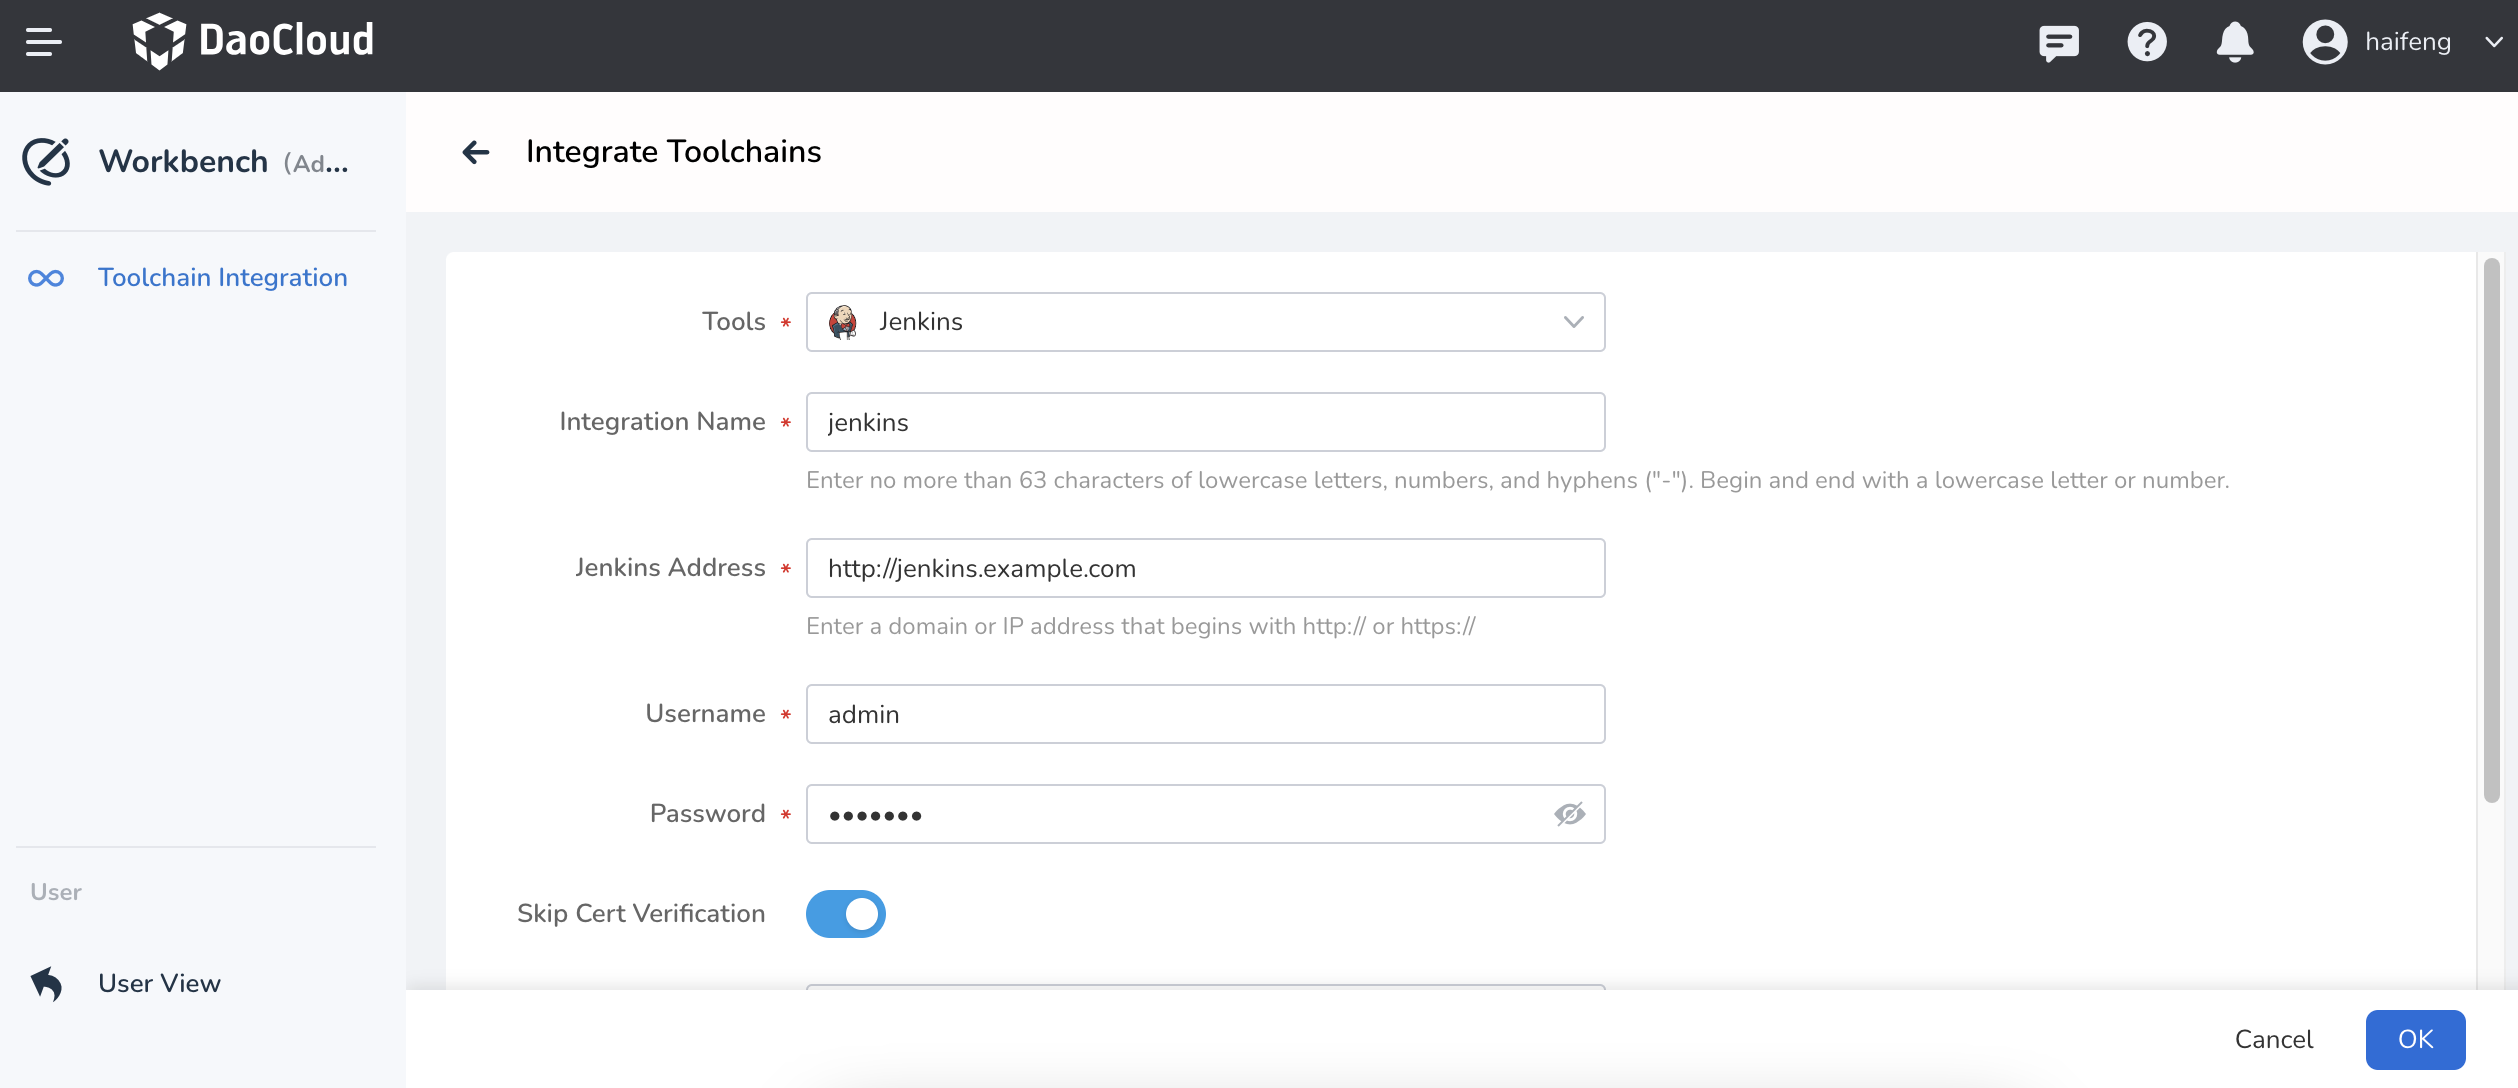 DaoCloud
haifeng
Workbench (Ad...
Integrate Toolchains
Toolchain Integration
Tools * Jenkins
Integration Name * jenkins
Enter no more than 63 characters of lowercase letters, numbers, and hyphens ("-"). Begin and end with a lowercase letter or number.
Jenkins Address * http://jenkins.example.com
Enter a domain or IP address that begins with http:// or https://
Username * admin
Password * •••••••
Skip Cert Verification
User
User View
Cancel
OK